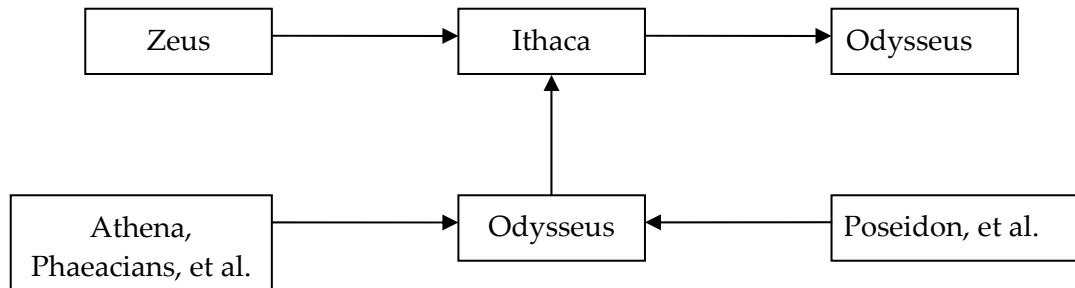 Zeus
Ithaca
Odysseus
Athena,
Phaeacians, et al.
Odysseus
Poseidon, et al.